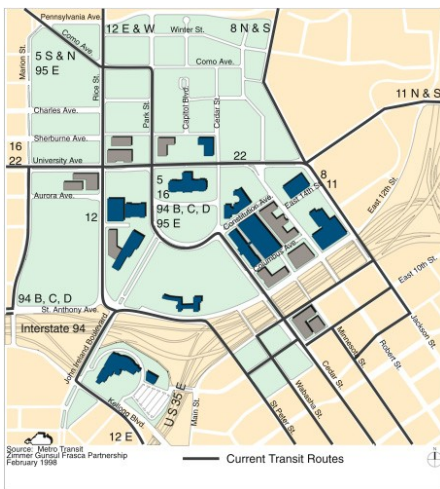 Pennsylvania Ave.
12 E & W
Winter St.
8 N & S
Como Ave.
Marion St.
5 S & N
95 E
Como Ave.
Rice St.
Park St.
Capitol Blvd.
Cedar St.
11 N & S
Charles Ave.
Sherburne Ave.
16
22
University Ave
22
8
11
East 12th St.
Aurora Ave.
5
16
94 B, C, D
95 E
East 14th St.
Constitution Ave.
12
Columbus Ave.
East 10th St.
94 B, C, D
St. Anthony Ave.
Interstate 94
John Ireland Boulevard
Minnesota St.
Robert St.
Jackson St.
Cedar St.
Wabasha St.
St Peter St.
Main St.
U S 35 E
Kellogg Blvd.
12 E
Source: Metro Transit
Zimmer Gunsul Frasca Partnership
February 1998
Current Transit Routes